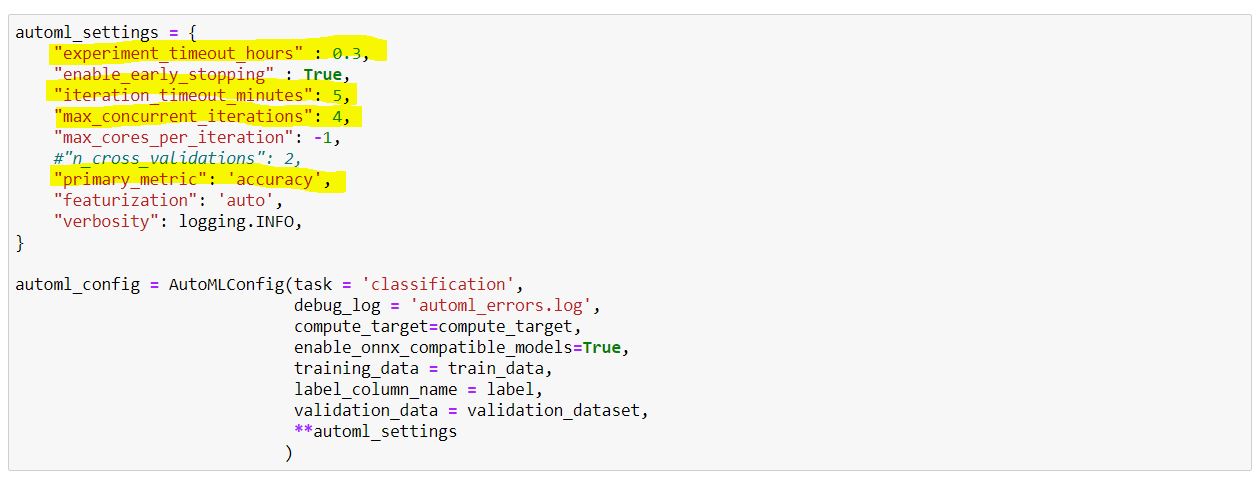 automl_settings = {
    "experiment_timeout_hours" : 0.3,
    "enable_early_stopping" : True,
    "iteration_timeout_minutes": 5,
    "max_concurrent_iterations": 4,
    "max_cores_per_iteration": -1,
    #"n_cross_validations": 2,
    "primary_metric": 'accuracy',
    "featurization": 'auto',
    "verbosity": logging.INFO,
}
automl_config = AutoMLConfig(task = 'classification',
                             debug_log = 'automl_errors.log',
                             compute_target=compute_target,
                             enable_onnx_compatible_models=True,
                             training_data = train_data,
                             label_column_name = label,
                             validation_data = validation_dataset,
                             **automl_settings
                            )